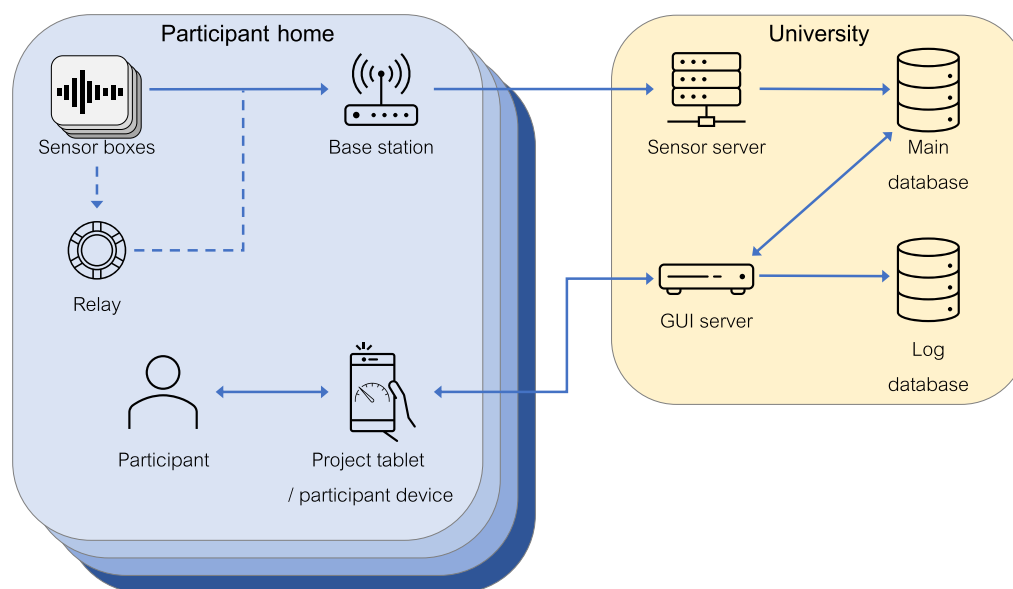 Participant home
University
Sensor boxes
Base station
Sensor server
Main
database
Relay
GUI server
Log
database
Participant
Project tablet
/ participant device